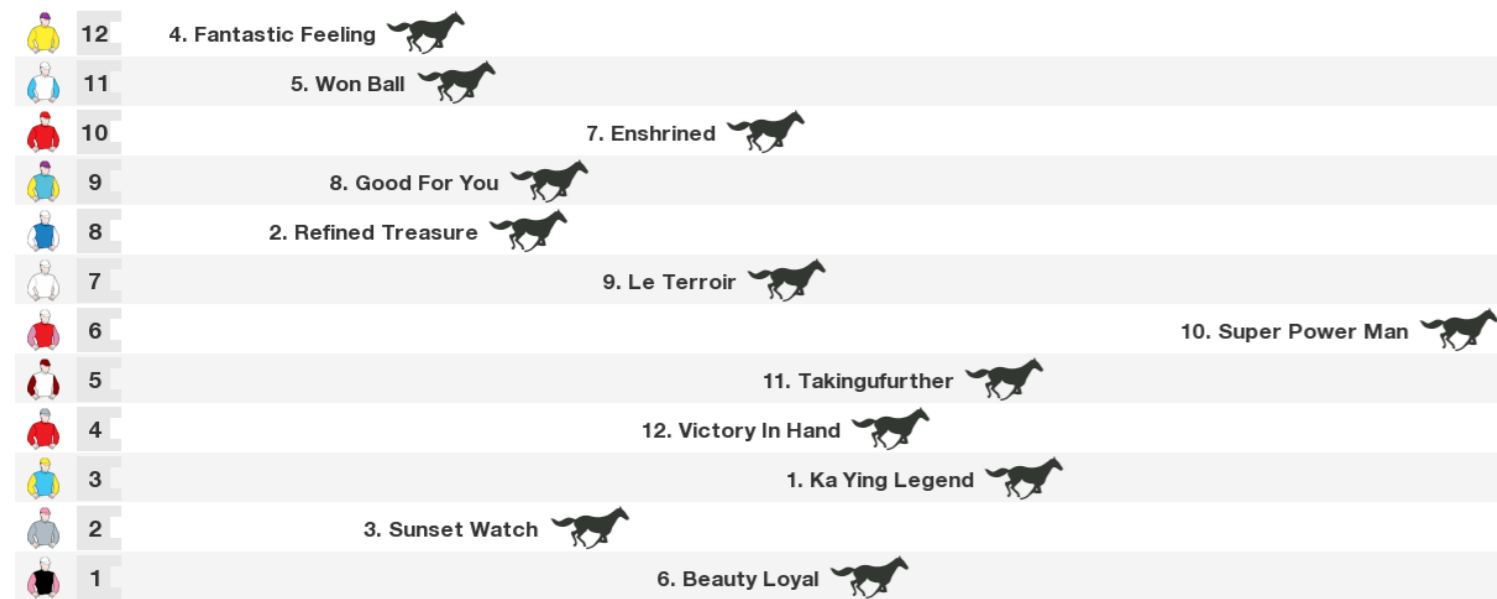 12 4. Fantastic Feeling
11 5. Won Ball
10 7. Enshrined
9 8. Good For You
8 2. Refined Treasure
7 9. Le Terroir
6 10. Super Power Man
5 11. Takingufurther
4 12. Victory In Hand
3 1. Ka Ying Legend
2 3. Sunset Watch
1 6. Beauty Loyal